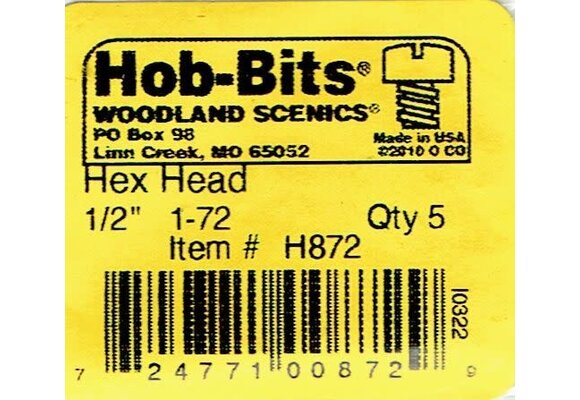 Hob-Bits®
WOODLAND SCENICS®
PO Box 98
Linn Creek, MO 65052
Made in USA
©2010 O CO
Hex Head
1/2" 1-72 Qty 5
Item # H872
I0322
7 24771 00872 9